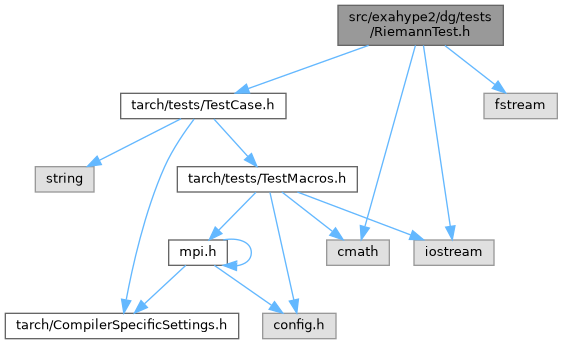 src/exahype2/dg/tests
/RiemannTest.h
tarch/tests/TestCase.h
fstream
string
tarch/tests/TestMacros.h
mpi.h
cmath
iostream
tarch/CompilerSpecificSettings.h
config.h